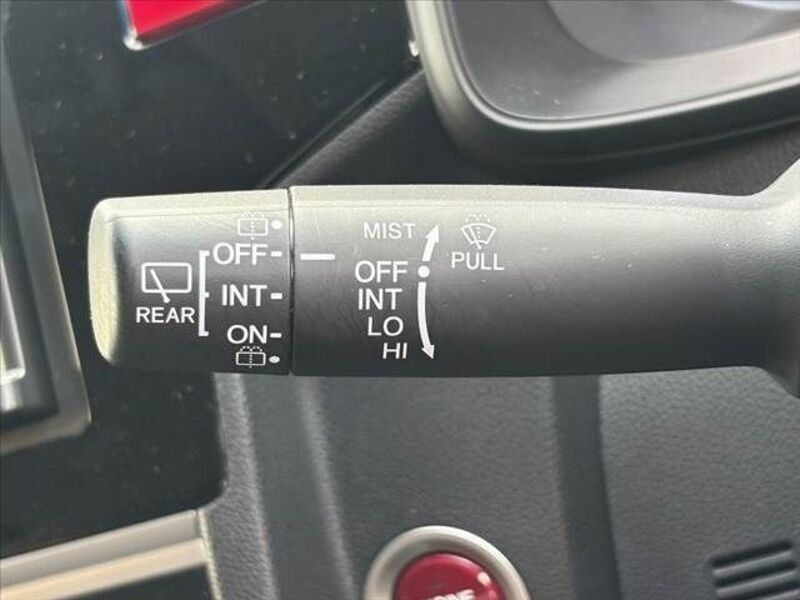 REAR
OFF
INT
ON
MIST
OFF
INT
LO
HI
PULL